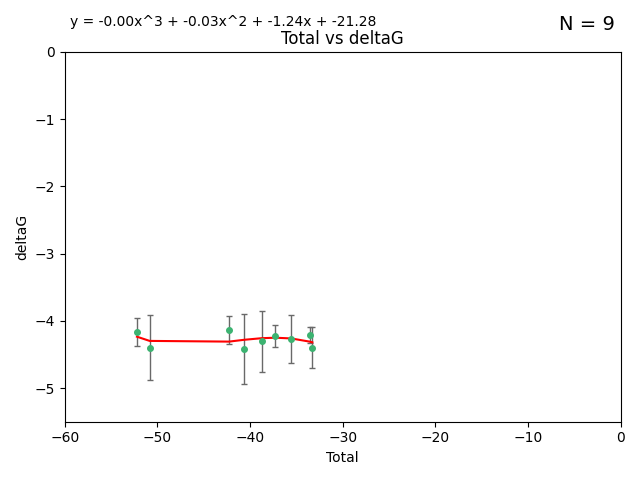 y = -0.00x^3 + -0.03x^2 + -1.24x + -21.28
N = 9
Total vs deltaG
0
−1
−2
−3
−4
−5
deltaG
−60 −50 −40 −30 −20 −10 0
Total